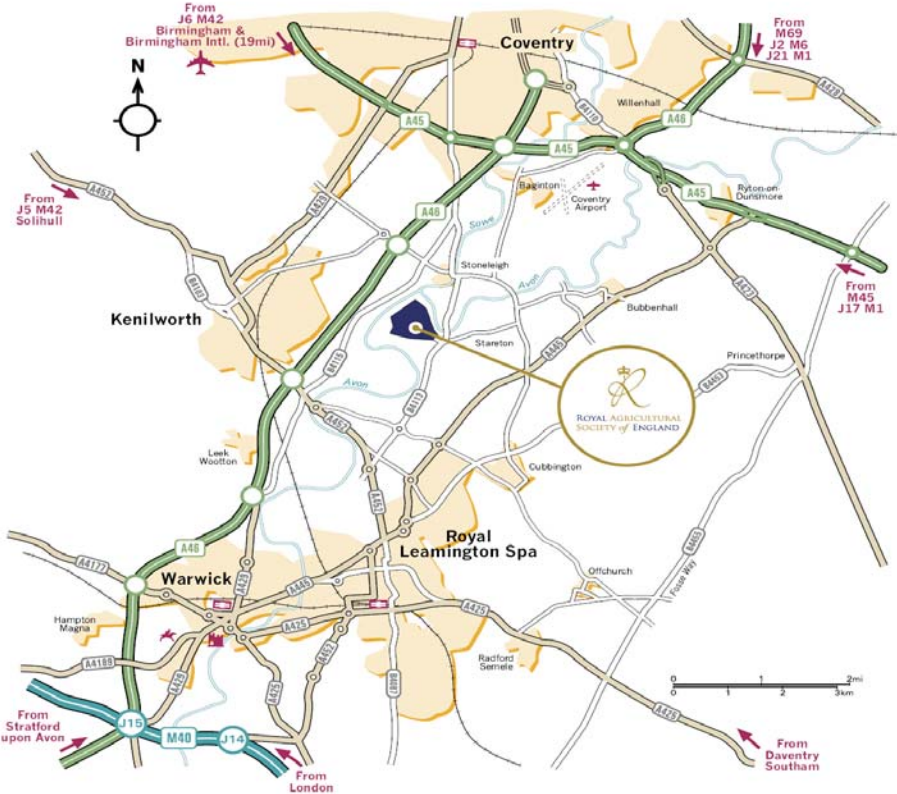 From
J6 M42
Birmingham &
Birmingham Intl. (19mi)
Coventry
From
M69
J2 M6
J21 M1
N
A428
Willenhall
B4110
A46
A45
A45
A45
Baginton
Coventry
Airport
Ryton-on-
Dunsmore
From
J5 M42
Solihull
A457
A429
A46
Sowe
Stoneleigh
Avon
B4103
Kenilworth
Bubbenhall
A423
From
M45
J17 M1
Stareton
A445
Princethorpe
B4463
B4115
B4113
Avon
ROYAL AGRICULTURAL
SOCIETY of ENGLAND
A452
Leek
Wootton
A452
Cubbington
A46
Royal
Leamington Spa
B4455
Fosse Way
A4177
Warwick
A429
A445
Offchurch
Hampton
Magna
A425
A425
Radford
Semele
A4189
A429
A425
A452
B4087
0 1 2mi
0 1 2 3km
A425
From
Stratford
upon Avon
J15
M40
J14
From
London
From
Daventry
Southam